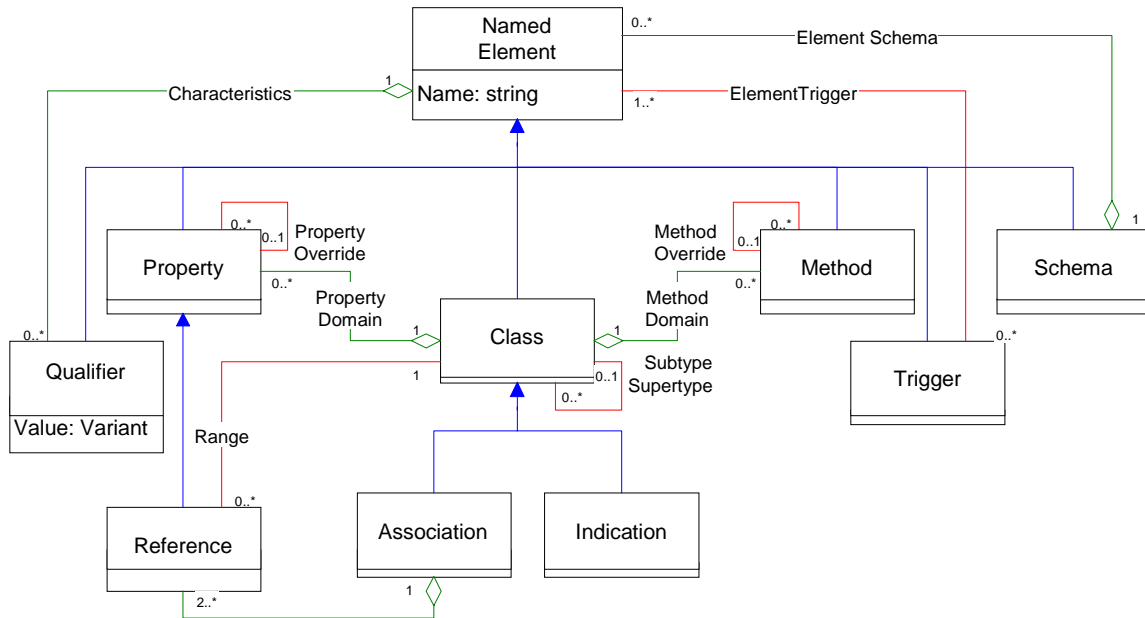 Named
Element
Name: string
0..*
Element Schema
1
Characteristics
1..*
ElementTrigger
0..*
0..1
Property
Override
Method
Override
0..*
0..1
1
Property
0..*
Method
0..*
Schema
Property
Domain
Method
Domain
0..*
1
Class
1
0..*
Qualifier
1
0..1
Subtype
Supertype
0..*
Trigger
Value: Variant
Range
0..*
Reference
Association
Indication
2..*
1